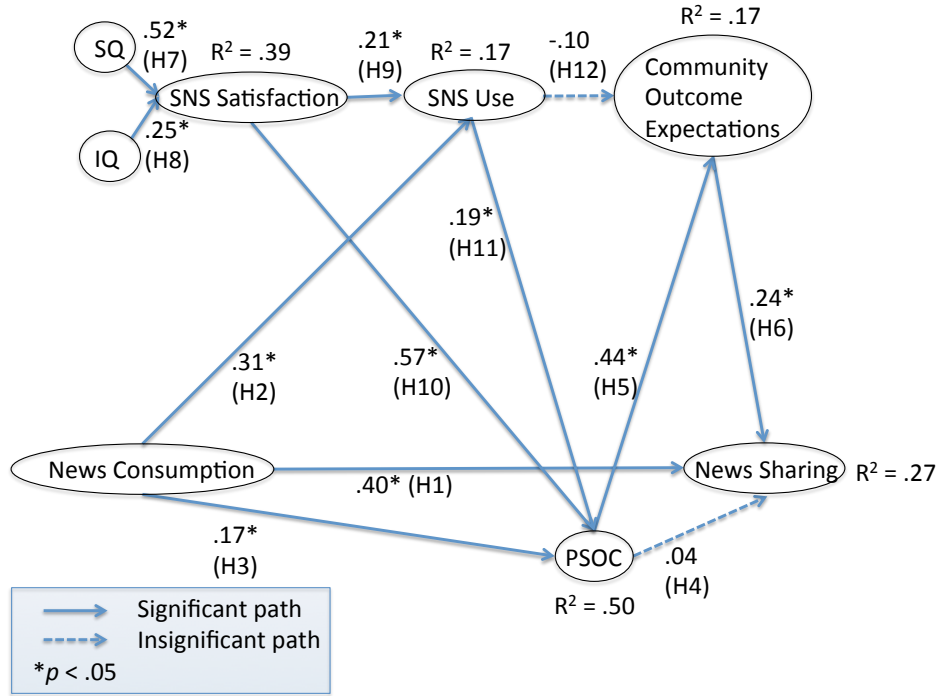 SQ
.52*
(H7)
R² = .39
.21*
(H9)
R² = .17
-.10
(H12)
R² = .17
SNS Satisfaction
SNS Use
Community
Outcome
Expectations
IQ
.25*
(H8)
.19*
(H11)
.24*
(H6)
.31*
(H2)
.57*
(H10)
.44*
(H5)
News Consumption
.40* (H1)
News Sharing
R² = .27
.17*
(H3)
PSOC
.04
(H4)
R² = .50
Significant path
Insignificant path
*p < .05